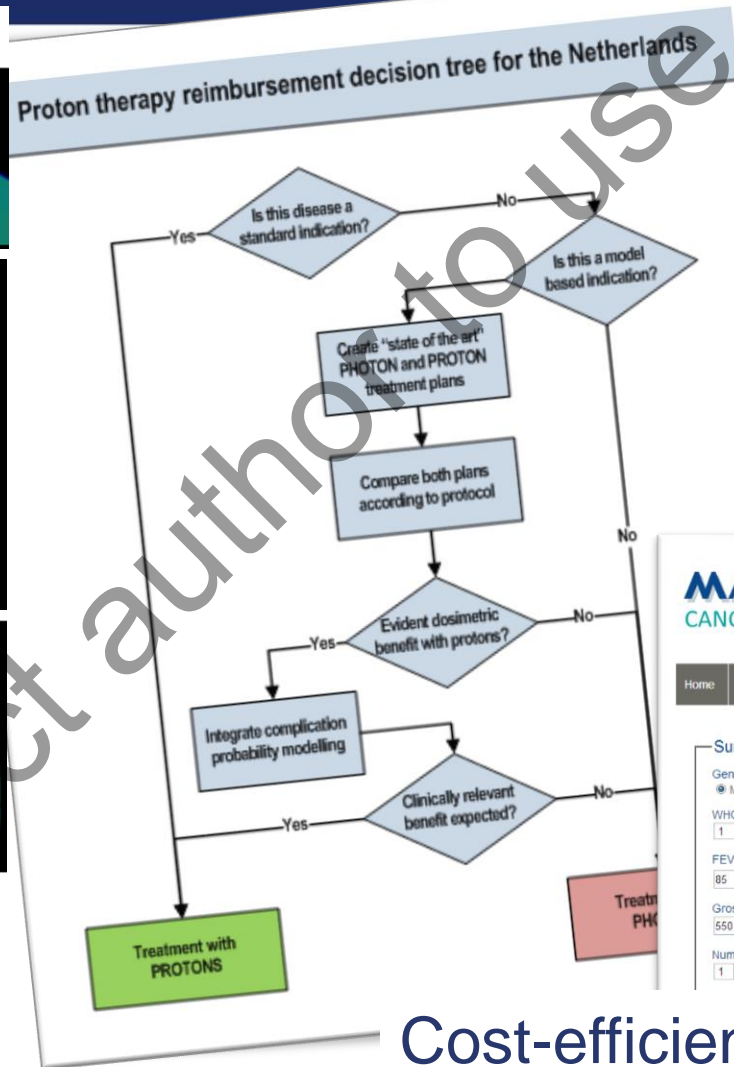 Proton therapy reimbursement decision tree for the Netherlands
Is this disease a
standard indication?
Yes
No
Is this a model
based indication?
Create "state of the art"
PHOTON and PROTON
treatment plans
Compare both plans
according to protocol
No
Evident dosimetric
benefit with protons?
Yes
No
Integrate complication
probability modelling
Clinically relevant
benefit expected?
Yes
No
Treatment with
PROTONS
Home
85
550
1
1
author to use